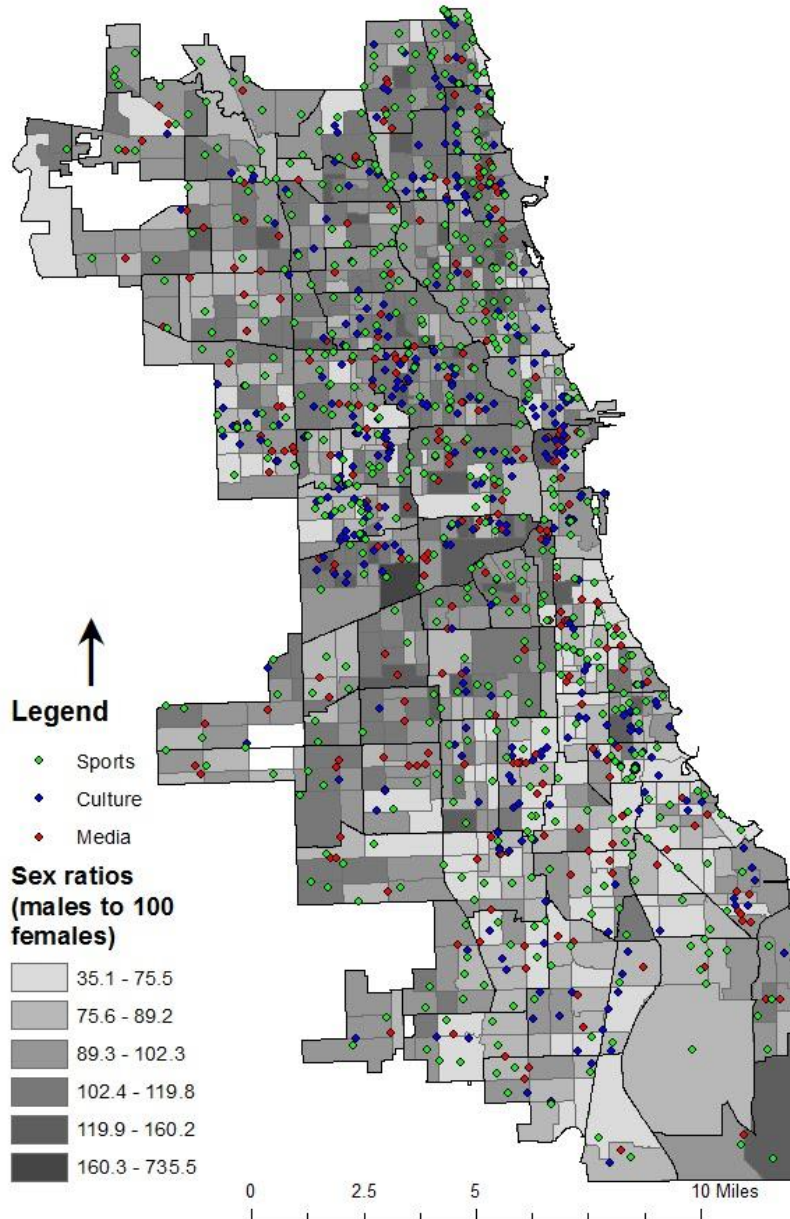 Legend
Sports
Culture
Media
Sex ratios
(males to 100
females)
35.1 - 75.5
75.6 - 89.2
89.3 - 102.3
102.4 - 119.8
119.9 - 160.2
160.3 - 735.5
0 2.5 5 10 Miles